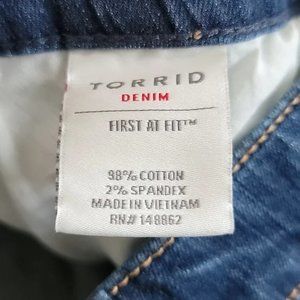 TORRID
DENIM
FIRST AT FIT™
98% COTTON
2% SPANDEX
MADE IN VIETNAM
RN# 148862